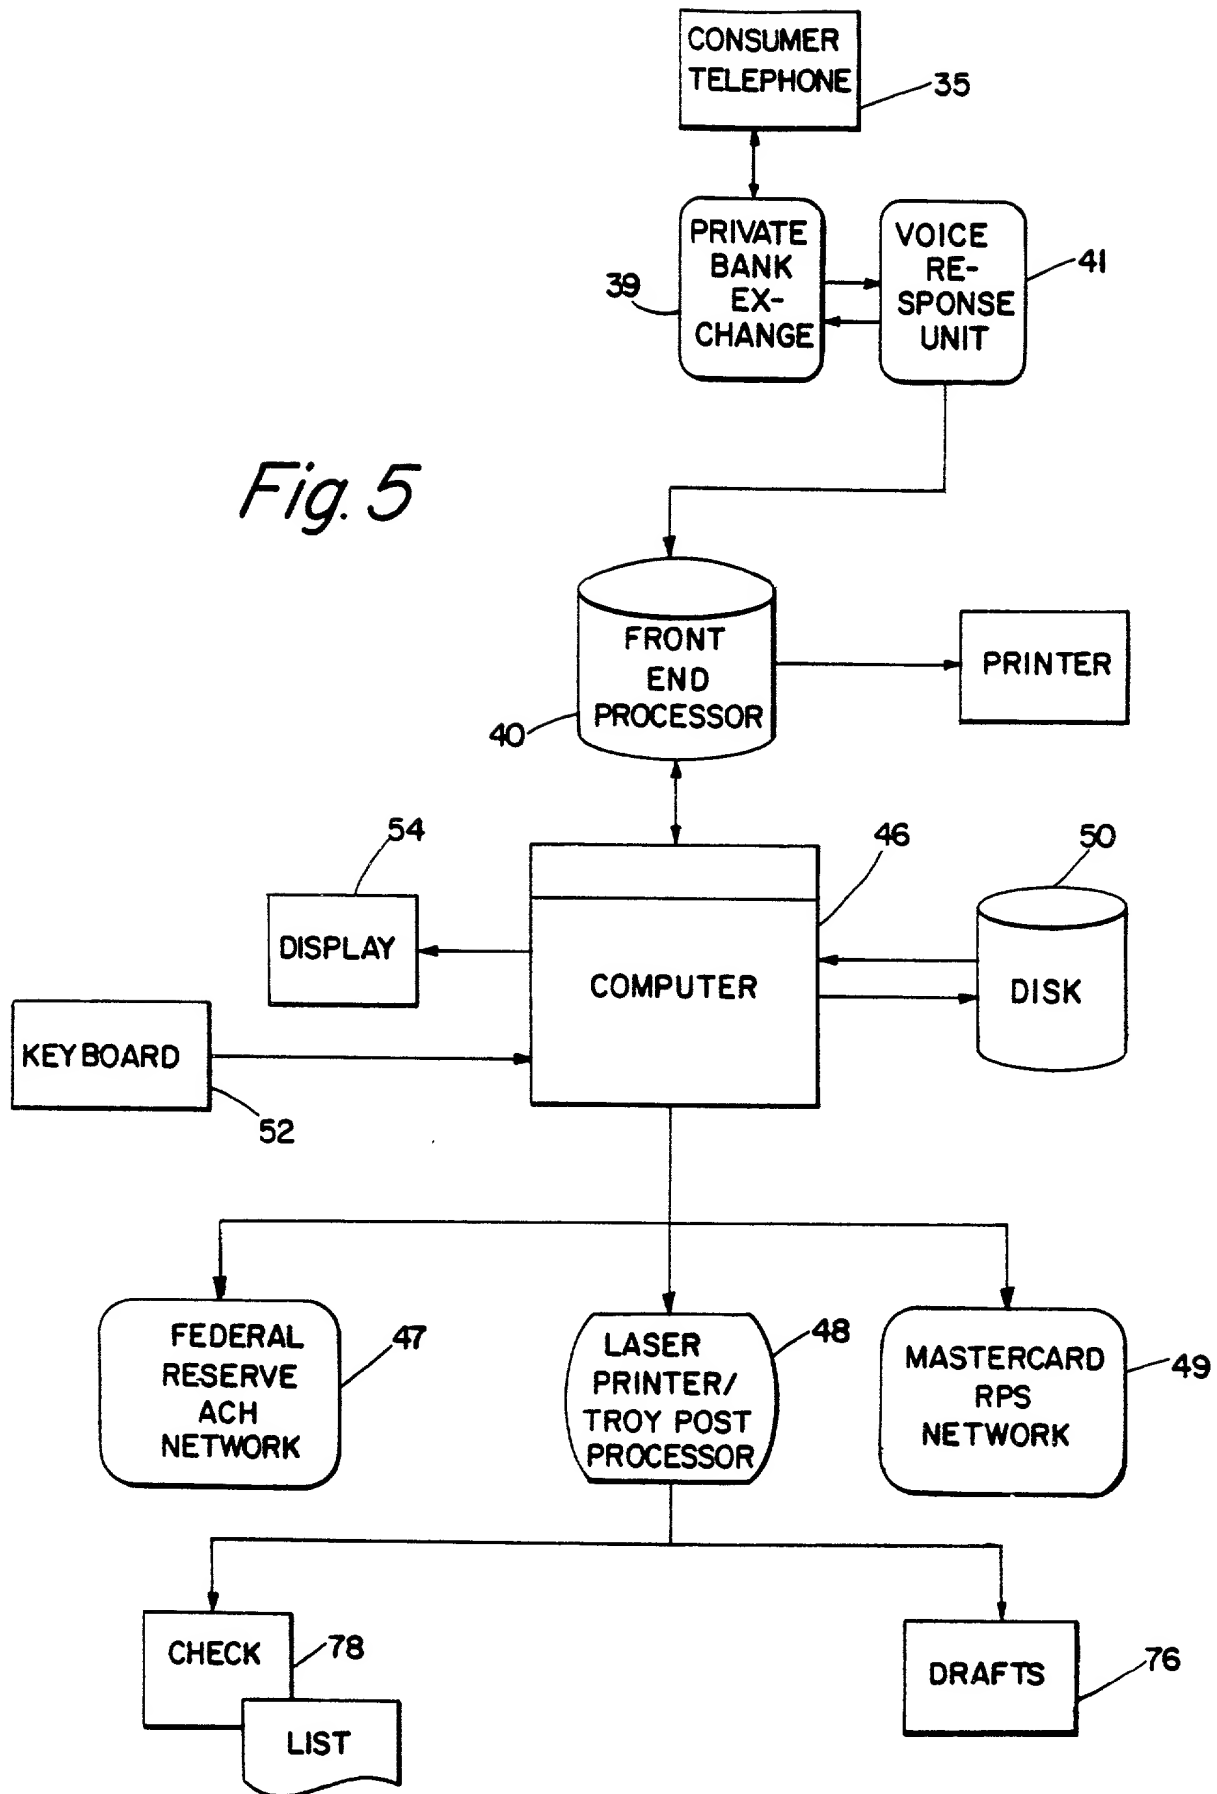 CONSUMER
TELEPHONE
35
PRIVATE
BANK
EX-
CHANGE
39
VOICE
RE-
SPONSE
UNIT
41
Fig. 5
FRONT
END
PROCESSOR
40
PRINTER
54
46
50
DISPLAY
COMPUTER
DISK
KEYBOARD
52
FEDERAL
RESERVE
ACH
NETWORK
47
LASER
PRINTER/
TROY POST
PROCESSOR
48
MASTERCARD
RPS
NETWORK
49
CHECK
78
LIST
DRAFTS
76